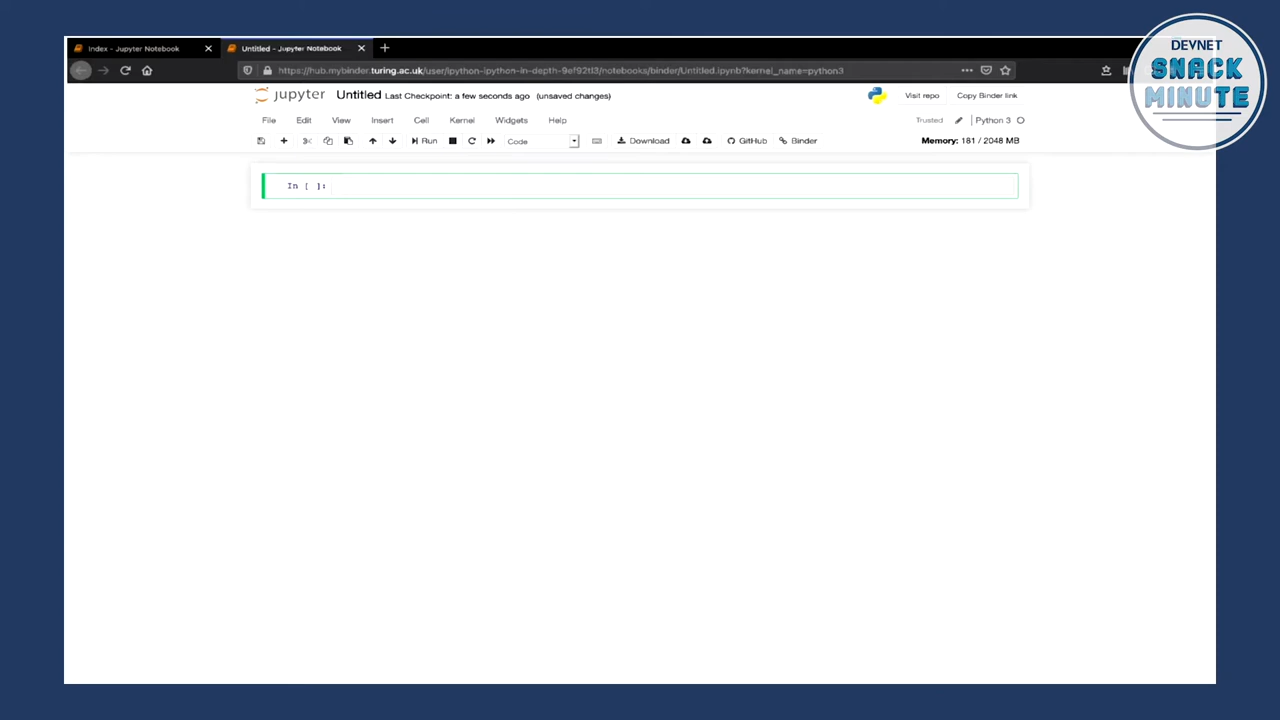 Index - Jupyter Notebook
Untitled - Jupyter Notebook
DEVNET
SNACK
MINUTE
https://hub.mybinder.turing.ac.uk/user/ipython-ipython-in-depth-9ef92tl3/notebooks/binder/Untitled.ipynb?kernel_name=python3
jupyter Untitled Last Checkpoint: a few seconds ago (unsaved changes)
Visit repo
Copy Binder link
File Edit View Insert Cell Kernel Widgets Help
Trusted
Python 3
Run
Code
Download
GitHub
Binder
Memory: 181 / 2048 MB
In [ ]: